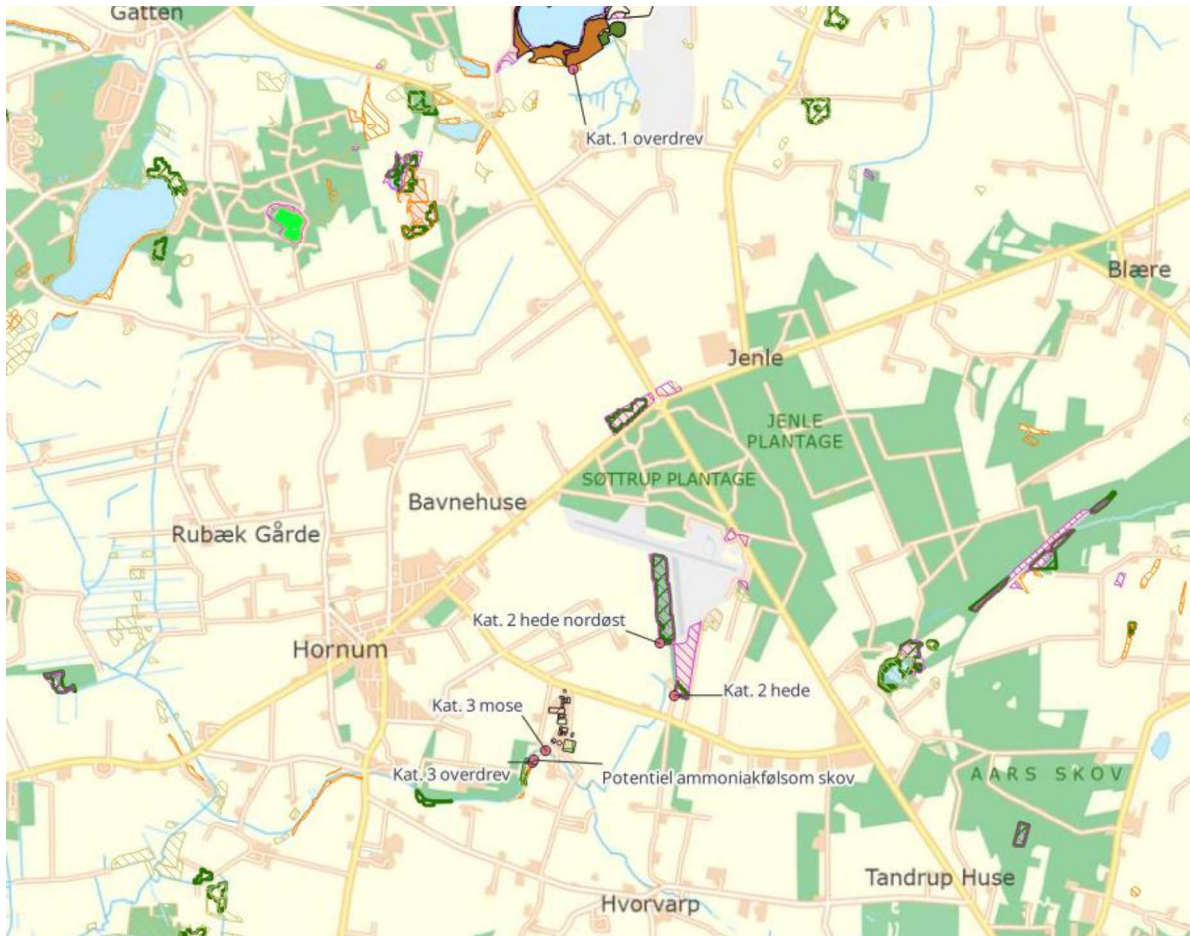 Gatten
Kat. 1 overdrev
Blære
Jenle
JENLE
PLANTAGE
SØTTRUP PLANTAGE
Bavnehuse
Rubæk Gårde
Kat. 2 hede nordøst
Hornum
Kat. 2 hede
Kat. 3 mose
Kat. 3 overdrev
Potentiel ammoniakfølsom skov
AARS SKOV
Tandrup Huse
Hvorvarp